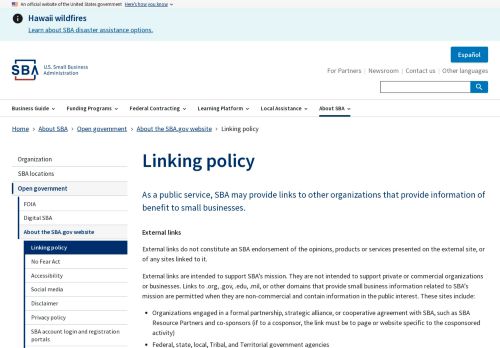 An official website of the United States government Here's how you know
Hawaii wildfires
Learn about SBA disaster assistance options.
Español
SBA
U.S. Small Business
Administration
For Partners Newsroom Contact us Other languages
Business Guide Funding Programs Federal Contracting Learning Platform Local Assistance About SBA
Home About SBA Open government About the SBA.gov website Linking policy
Organization
SBA locations
Open government
FOIA
Digital SBA
About the SBA.gov website
Linking policy
No Fear Act
Accessibility
Social media
Disclaimer
Privacy policy
SBA account login and registration
portals
Linking policy
As a public service, SBA may provide links to other organizations that provide information of
benefit to small businesses.
External links
External links do not constitute an SBA endorsement of the opinions, products or services presented on the external site, or
of any sites linked to it.
External links are intended to support SBA's mission. They are not intended to support private or commercial organizations
or businesses. Links to .org, .gov, .edu, .mil, or other domains that provide small business information related to SBA's
mission are permitted when they are non-commercial and contain information in the public interest. These sites include:
• Organizations engaged in a formal partnership, strategic alliance, or cooperative agreement with SBA, such as SBA
Resource Partners and co-sponsors (if to a cosponsor, the link must be to page or website specific to the cosponsored
activity)
• Federal, state, local, Tribal, and Territorial government agencies